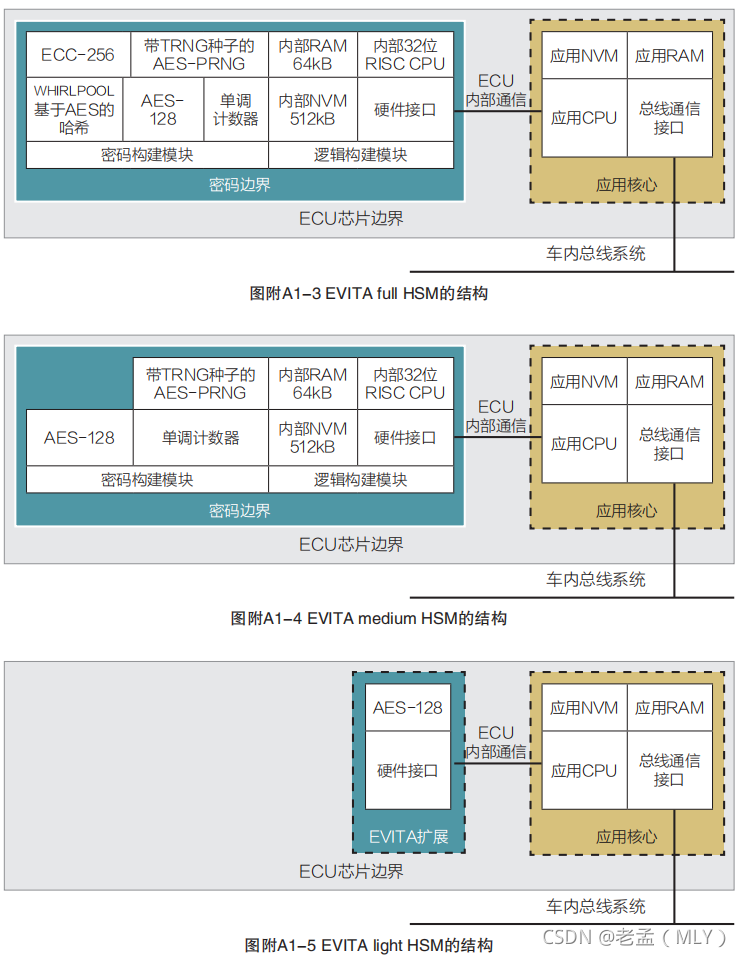 ECC-256
带TRNG种子的
AES-PRNG
内部RAM
64kB
内部32位
RISC CPU
WHIRLPOOL
基于AES的
哈希
AES-
128
单调
计数器
内部NVM
512kB
硬件接口
密码构建模块
逻辑构建模块
密码边界
ECU
内部通信
应用NVM
应用RAM
应用CPU
总线通信
接口
应用核心
ECU芯片边界
车内总线系统
图附A1-3 EVITA full HSM的结构
带TRNG种子的
AES-PRNG
内部RAM
64kB
内部32位
RISC CPU
AES-128
单调计数器
内部NVM
512kB
硬件接口
密码构建模块
逻辑构建模块
密码边界
ECU
内部通信
应用NVM
应用RAM
应用CPU
总线通信
接口
应用核心
ECU芯片边界
车内总线系统
图附A1-4 EVITA medium HSM的结构
AES-128
硬件接口
EVITA扩展
ECU
内部通信
应用NVM
应用RAM
应用CPU
总线通信
接口
应用核心
ECU芯片边界
车内总线系统
图附A1-5 EVITA light HSM的结构
CSDN @老孟（MLY）